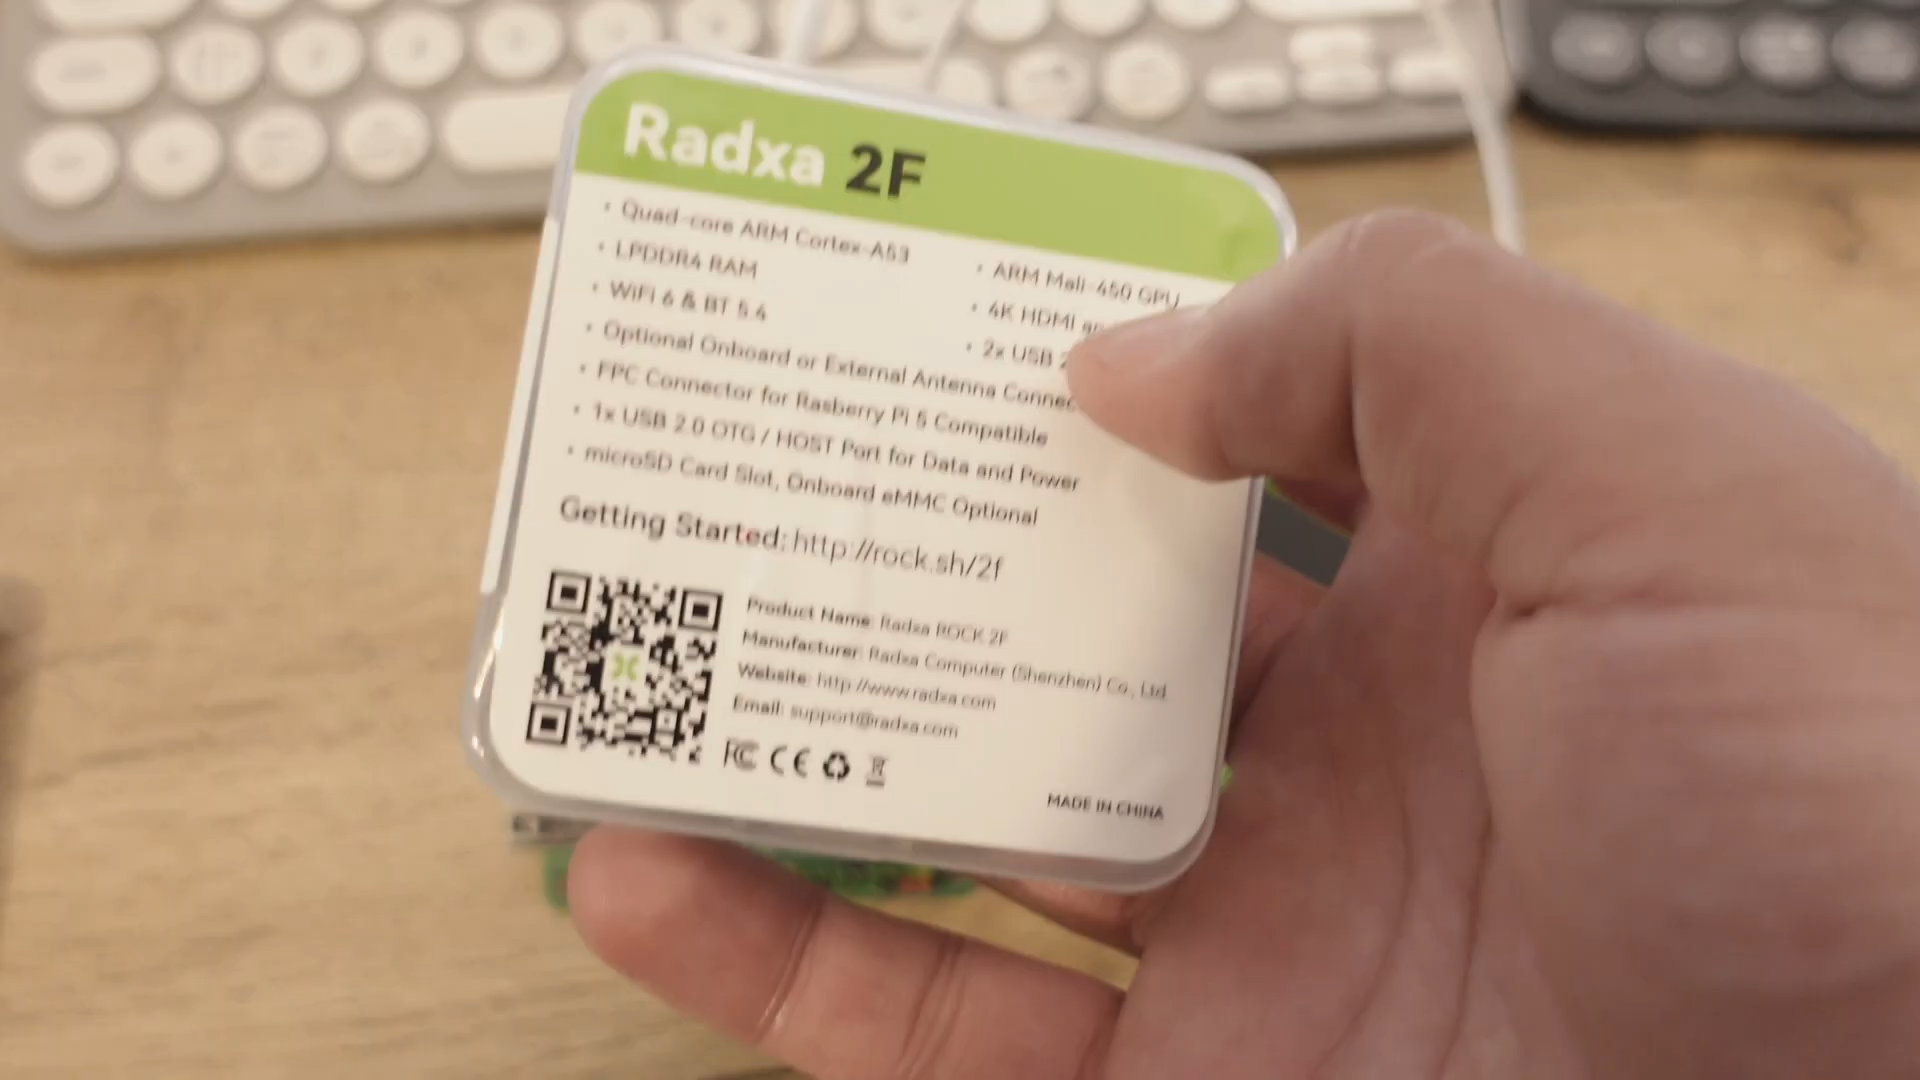 Radxa 2F
• Quad-core ARM Cortex-A53
• LPDDR4 RAM
• WiFi 6 & BT 5.4
• ARM Mali-450 GPU
• 4K HDMI
• 2x USB
• Optional Onboard or External Antenna
• FPC Connector for Rasberry Pi 5 Compatible
• 1x USB 2.0 OTG / HOST Port for Data and Power
• microSD Card Slot, Onboard eMMC Optional
Getting Started: http://rock.sh/2f
Product Name: Radxa ROCK 2F
Manufacturer: Radxa Computer (Shenzhen) Co., Ltd
Website: http://www.radxa.com
Email: support@radxa.com
FC CE
MADE IN CHINA